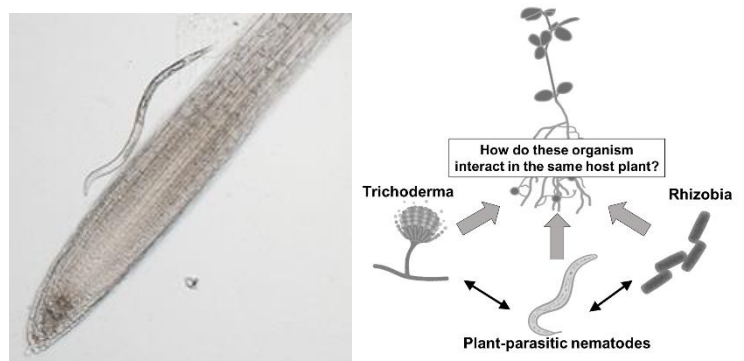 How do these organism
interact in the same host plant?
Trichoderma
Rhizobia
Plant-parasitic nematodes